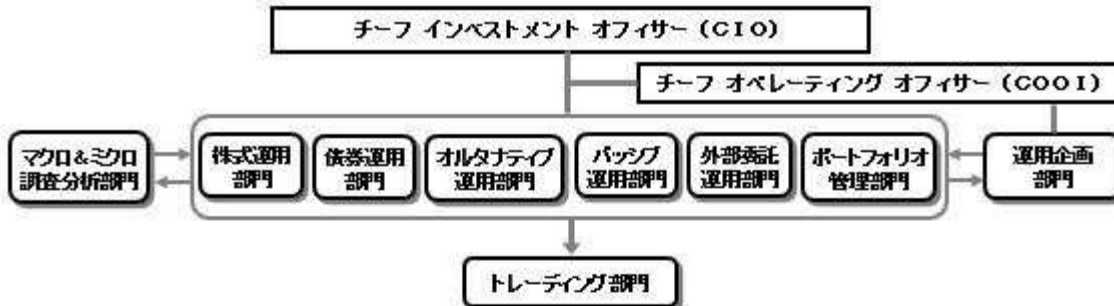 チーフ インベストメント オフィサー (CIO)
チーフ オペレーティング オフィサー (COOI)
マクロ&ミクロ
調査分析部門
株式運用
部門
債券運用
部門
オルタナティブ
運用部門
パッシブ
運用部門
外部委託
運用部門
ポートフォリオ
管理部門
運用企画
部門
トレーディング部門